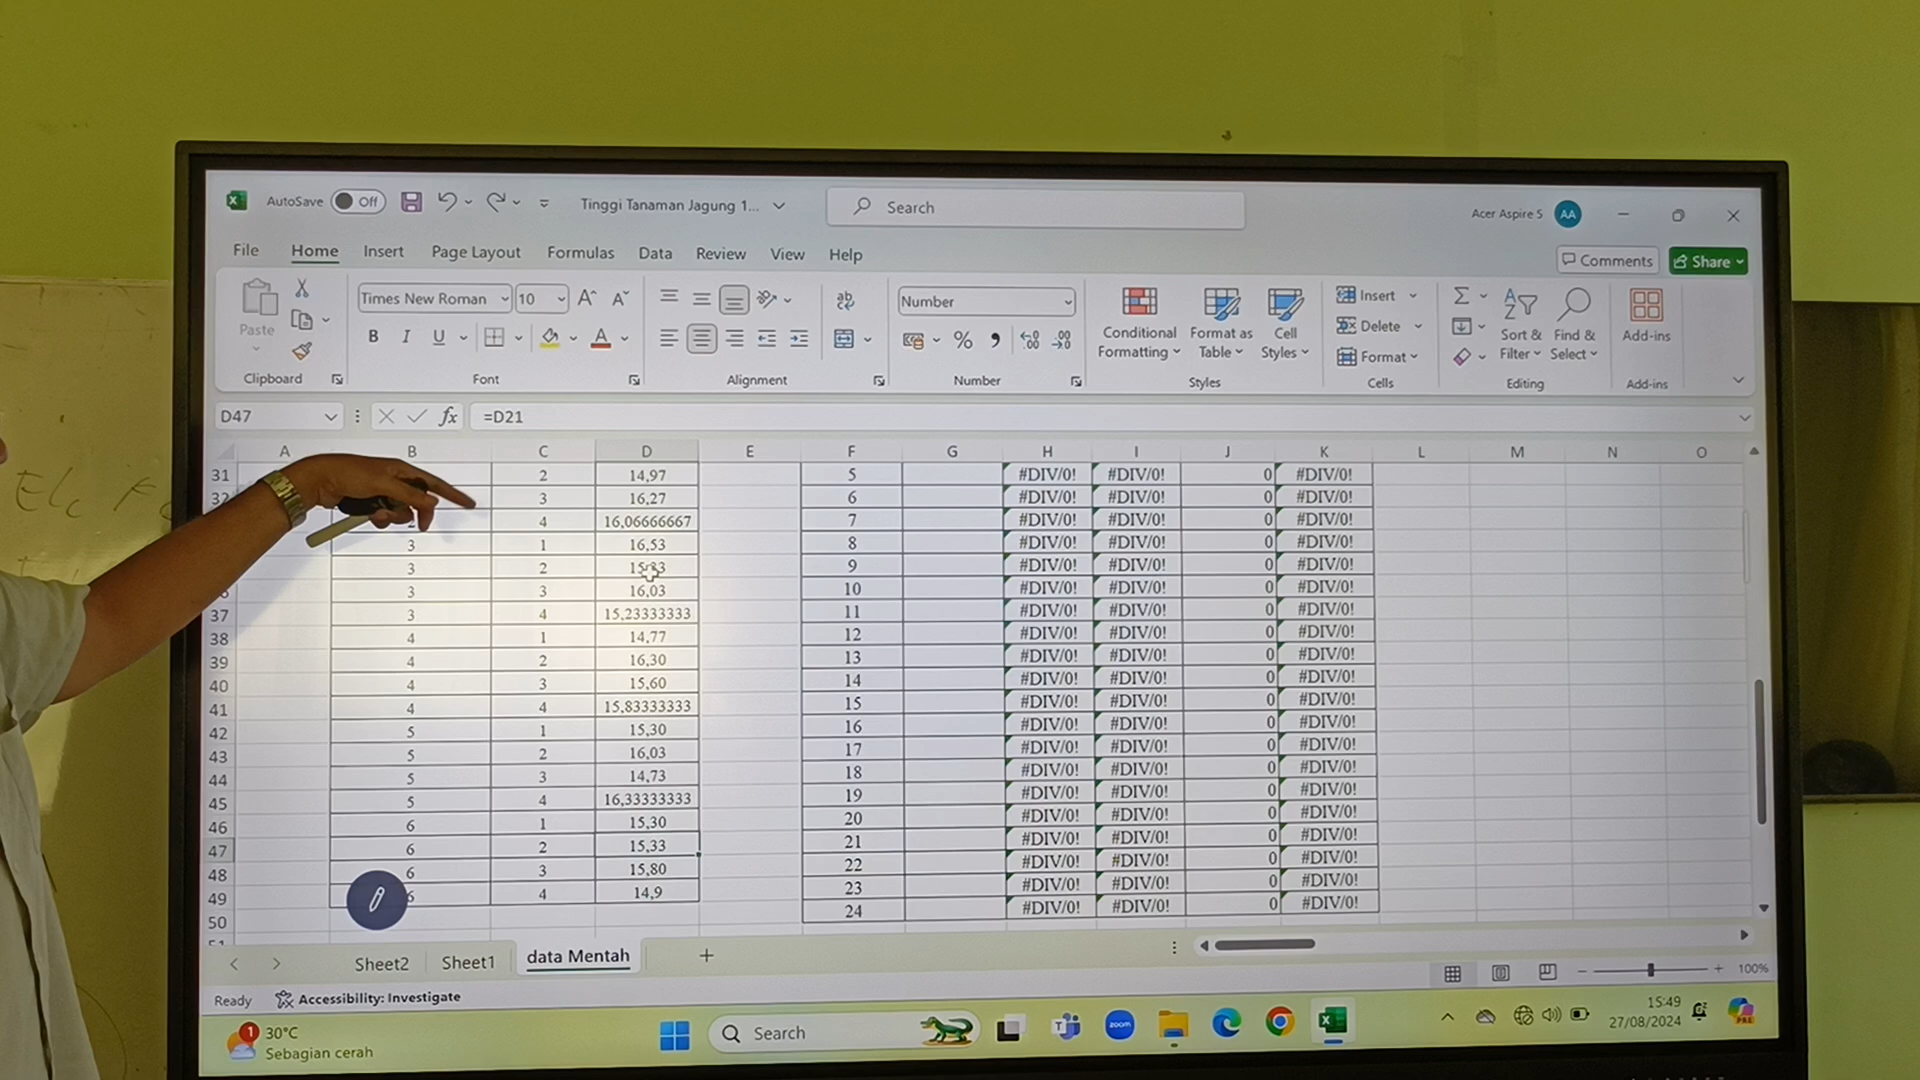 AutoSave Off Tinggi Tanaman Jagung 1... Search Acer Aspire S AA
File Home Insert Page Layout Formulas Data Review View Help Comments Share
Paste Times New Roman 10 Number Conditional Formatting Format as Table Cell Styles Insert Delete Format Sort & Filter Find & Select Add-ins
B I U
Clipboard Font Alignment Number Styles Cells Editing Add-ins
D47 fx =D21
A B C D E F G H I J K L M N O
31 2 14,97 5 #DIV/0! #DIV/0! 0 #DIV/0!
32 3 16,27 6 #DIV/0! #DIV/0! 0 #DIV/0!
2 4 16,06666667 7 #DIV/0! #DIV/0! 0 #DIV/0!
3 1 16,53 8 #DIV/0! #DIV/0! 0 #DIV/0!
3 2 9 #DIV/0! #DIV/0! 0 #DIV/0!
3 3 16,03 10 #DIV/0! #DIV/0! 0 #DIV/0!
37 3 4 15,23333333 11 #DIV/0! #DIV/0! 0 #DIV/0!
38 4 1 14,77 12 #DIV/0! #DIV/0! 0 #DIV/0!
39 4 2 16,30 13 #DIV/0! #DIV/0! 0 #DIV/0!
40 4 3 15,60 14 #DIV/0! #DIV/0! 0 #DIV/0!
41 4 4 15,83333333 15 #DIV/0! #DIV/0! 0 #DIV/0!
42 5 1 15,30 16 #DIV/0! #DIV/0! 0 #DIV/0!
43 5 2 16,03 17 #DIV/0! #DIV/0! 0 #DIV/0!
44 5 3 14,73 18 #DIV/0! #DIV/0! 0 #DIV/0!
45 5 4 16,33333333 19 #DIV/0! #DIV/0! 0 #DIV/0!
46 6 1 15,30 20 #DIV/0! #DIV/0! 0 #DIV/0!
47 6 2 15,33 21 #DIV/0! #DIV/0! 0 #DIV/0!
48 6 3 15,80 22 #DIV/0! #DIV/0! 0 #DIV/0!
49 6 4 14,9 23 #DIV/0! #DIV/0! 0 #DIV/0!
50 24 #DIV/0! #DIV/0! 0 #DIV/0!
Sheet2 Sheet1 data Mentah
Ready Accessibility: Investigate 100%
1 30°C Search zoom 15:49
Sebagian cerah 27/08/2024 PRE